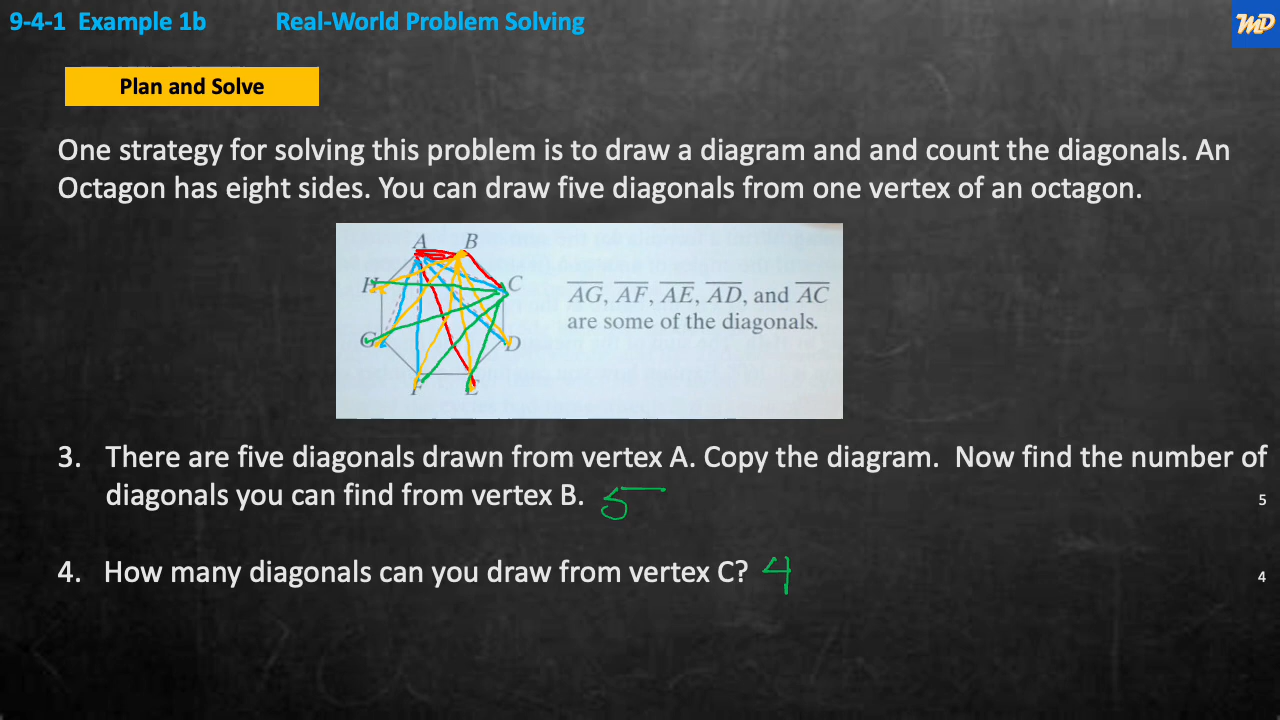 9-4-1 Example 1b Real-World Problem Solving
MP
Plan and Solve
One strategy for solving this problem is to draw a diagram and and count the diagonals. An
Octagon has eight sides. You can draw five diagonals from one vertex of an octagon.
A B
H C
G D
F E
AG, AF, AE, AD, and AC
are some of the diagonals.
3. There are five diagonals drawn from vertex A. Copy the diagram. Now find the number of
diagonals you can find from vertex B. 5
5
4. How many diagonals can you draw from vertex C? 4
4